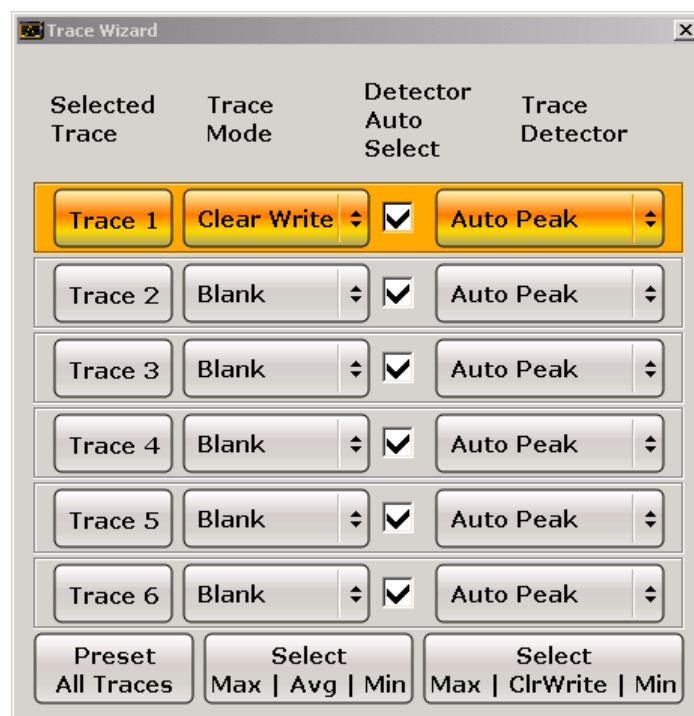 Trace Wizard
Selected Trace
Trace Mode
Detector Auto Select
Trace Detector
Trace 1 Clear Write Auto Peak
Trace 2 Blank Auto Peak
Trace 3 Blank Auto Peak
Trace 4 Blank Auto Peak
Trace 5 Blank Auto Peak
Trace 6 Blank Auto Peak
Preset All Traces
Select Max | Avg | Min
Select Max | ClrWrite | Min